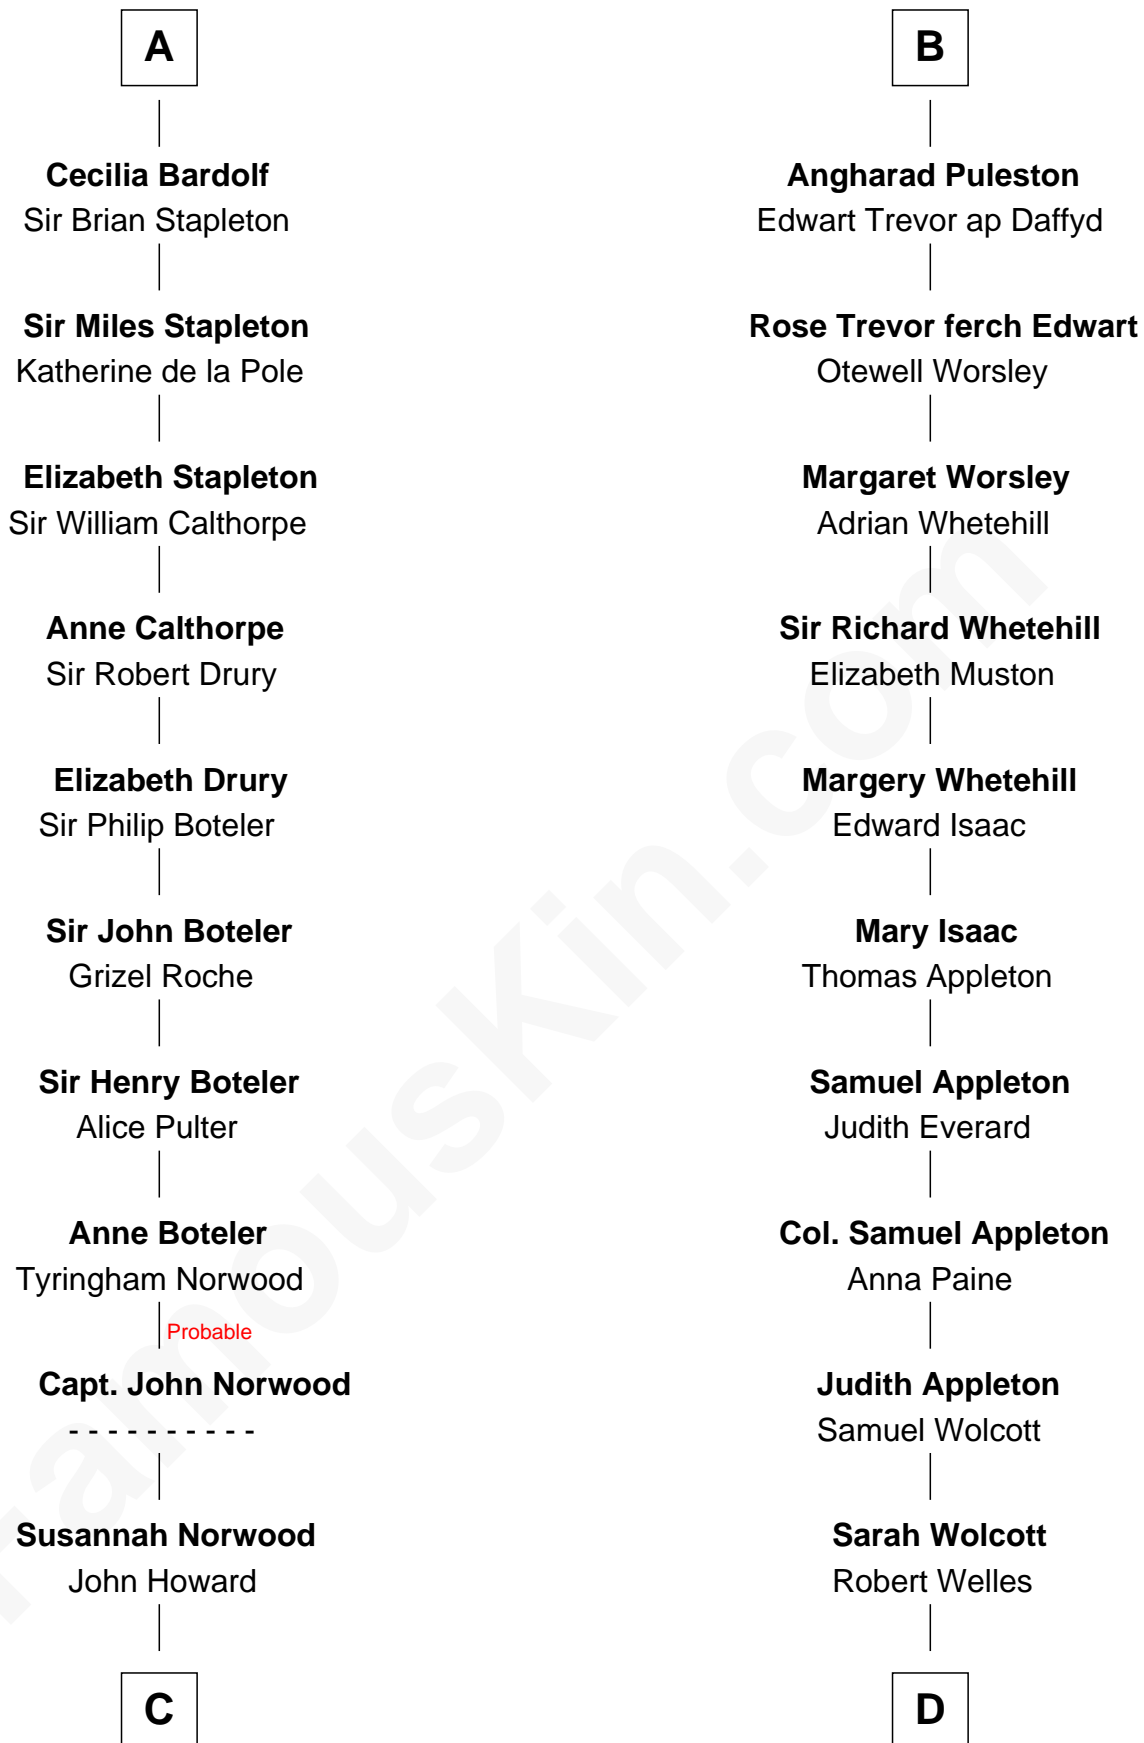 A
Cecilia Bardolf
Sir Brian Stapleton
Sir Miles Stapleton
Katherine de la Pole
Elizabeth Stapleton
Sir William Calthorpe
Anne Calthorpe
Sir Robert Drury
Elizabeth Drury
Sir Philip Boteler
Sir John Boteler
Grizel Roche
Sir Henry Boteler
Alice Pulter
Anne Boteler
Tyringham Norwood
Probable
Capt. John Norwood
- - - - - - - - - -
Susannah Norwood
John Howard
C
B
Angharad Puleston
Edwart Trevor ap Daffyd
Rose Trevor ferch Edwart
Otewell Worsley
Margaret Worsley
Adrian Whetehill
Sir Richard Whetehill
Elizabeth Muston
Margery Whetehill
Edward Isaac
Mary Isaac
Thomas Appleton
Samuel Appleton
Judith Everard
Col. Samuel Appleton
Anna Paine
Judith Appleton
Samuel Wolcott
Sarah Wolcott
Robert Welles
D
FamousKin.com